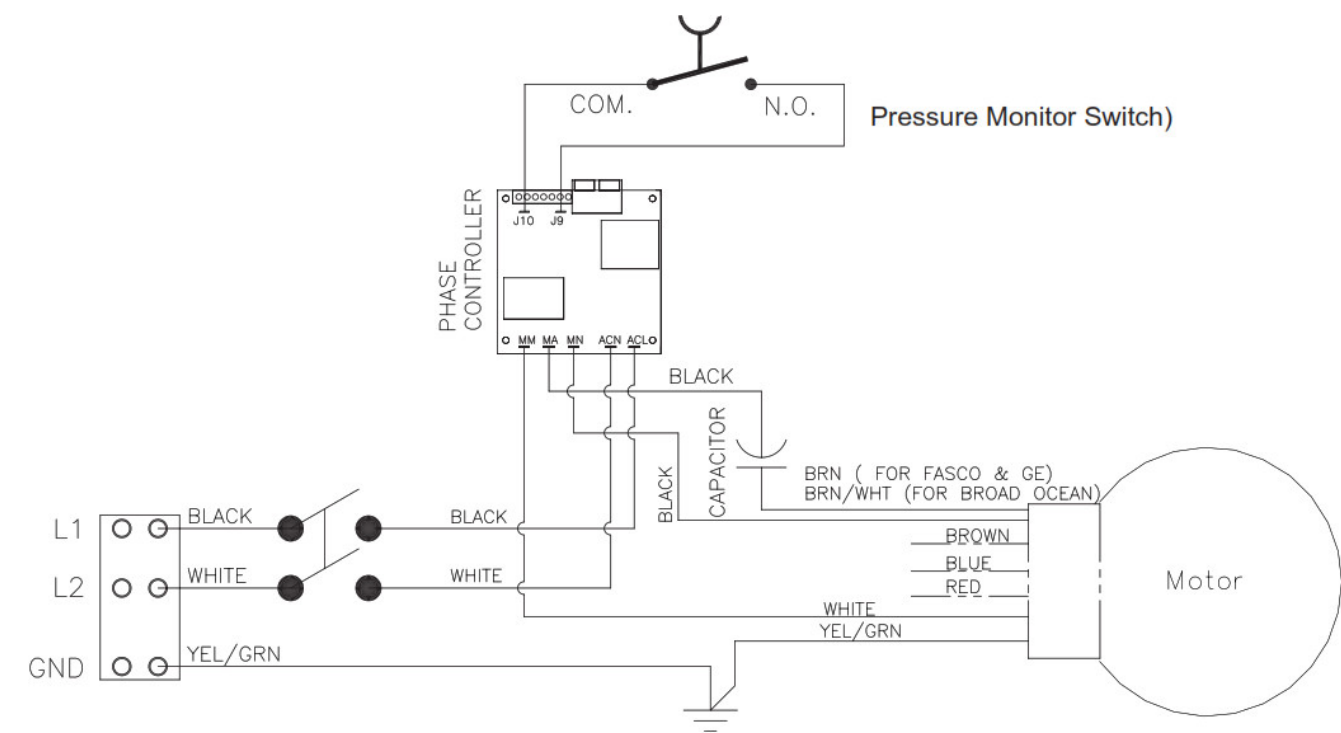 COM.
N.O.
Pressure Monitor Switch)
PHASE
CONTROLLER
J10
J9
MM
MA
MN
ACN
ACL
BLACK
CAPACITOR
BLACK
BRN ( FOR FASCO & GE)
BRN/WHT (FOR BROAD OCEAN)
L1
BLACK
BLACK
BROWN
BLUE
RED
Motor
L2
WHITE
WHITE
WHITE
YEL/GRN
GND
YEL/GRN